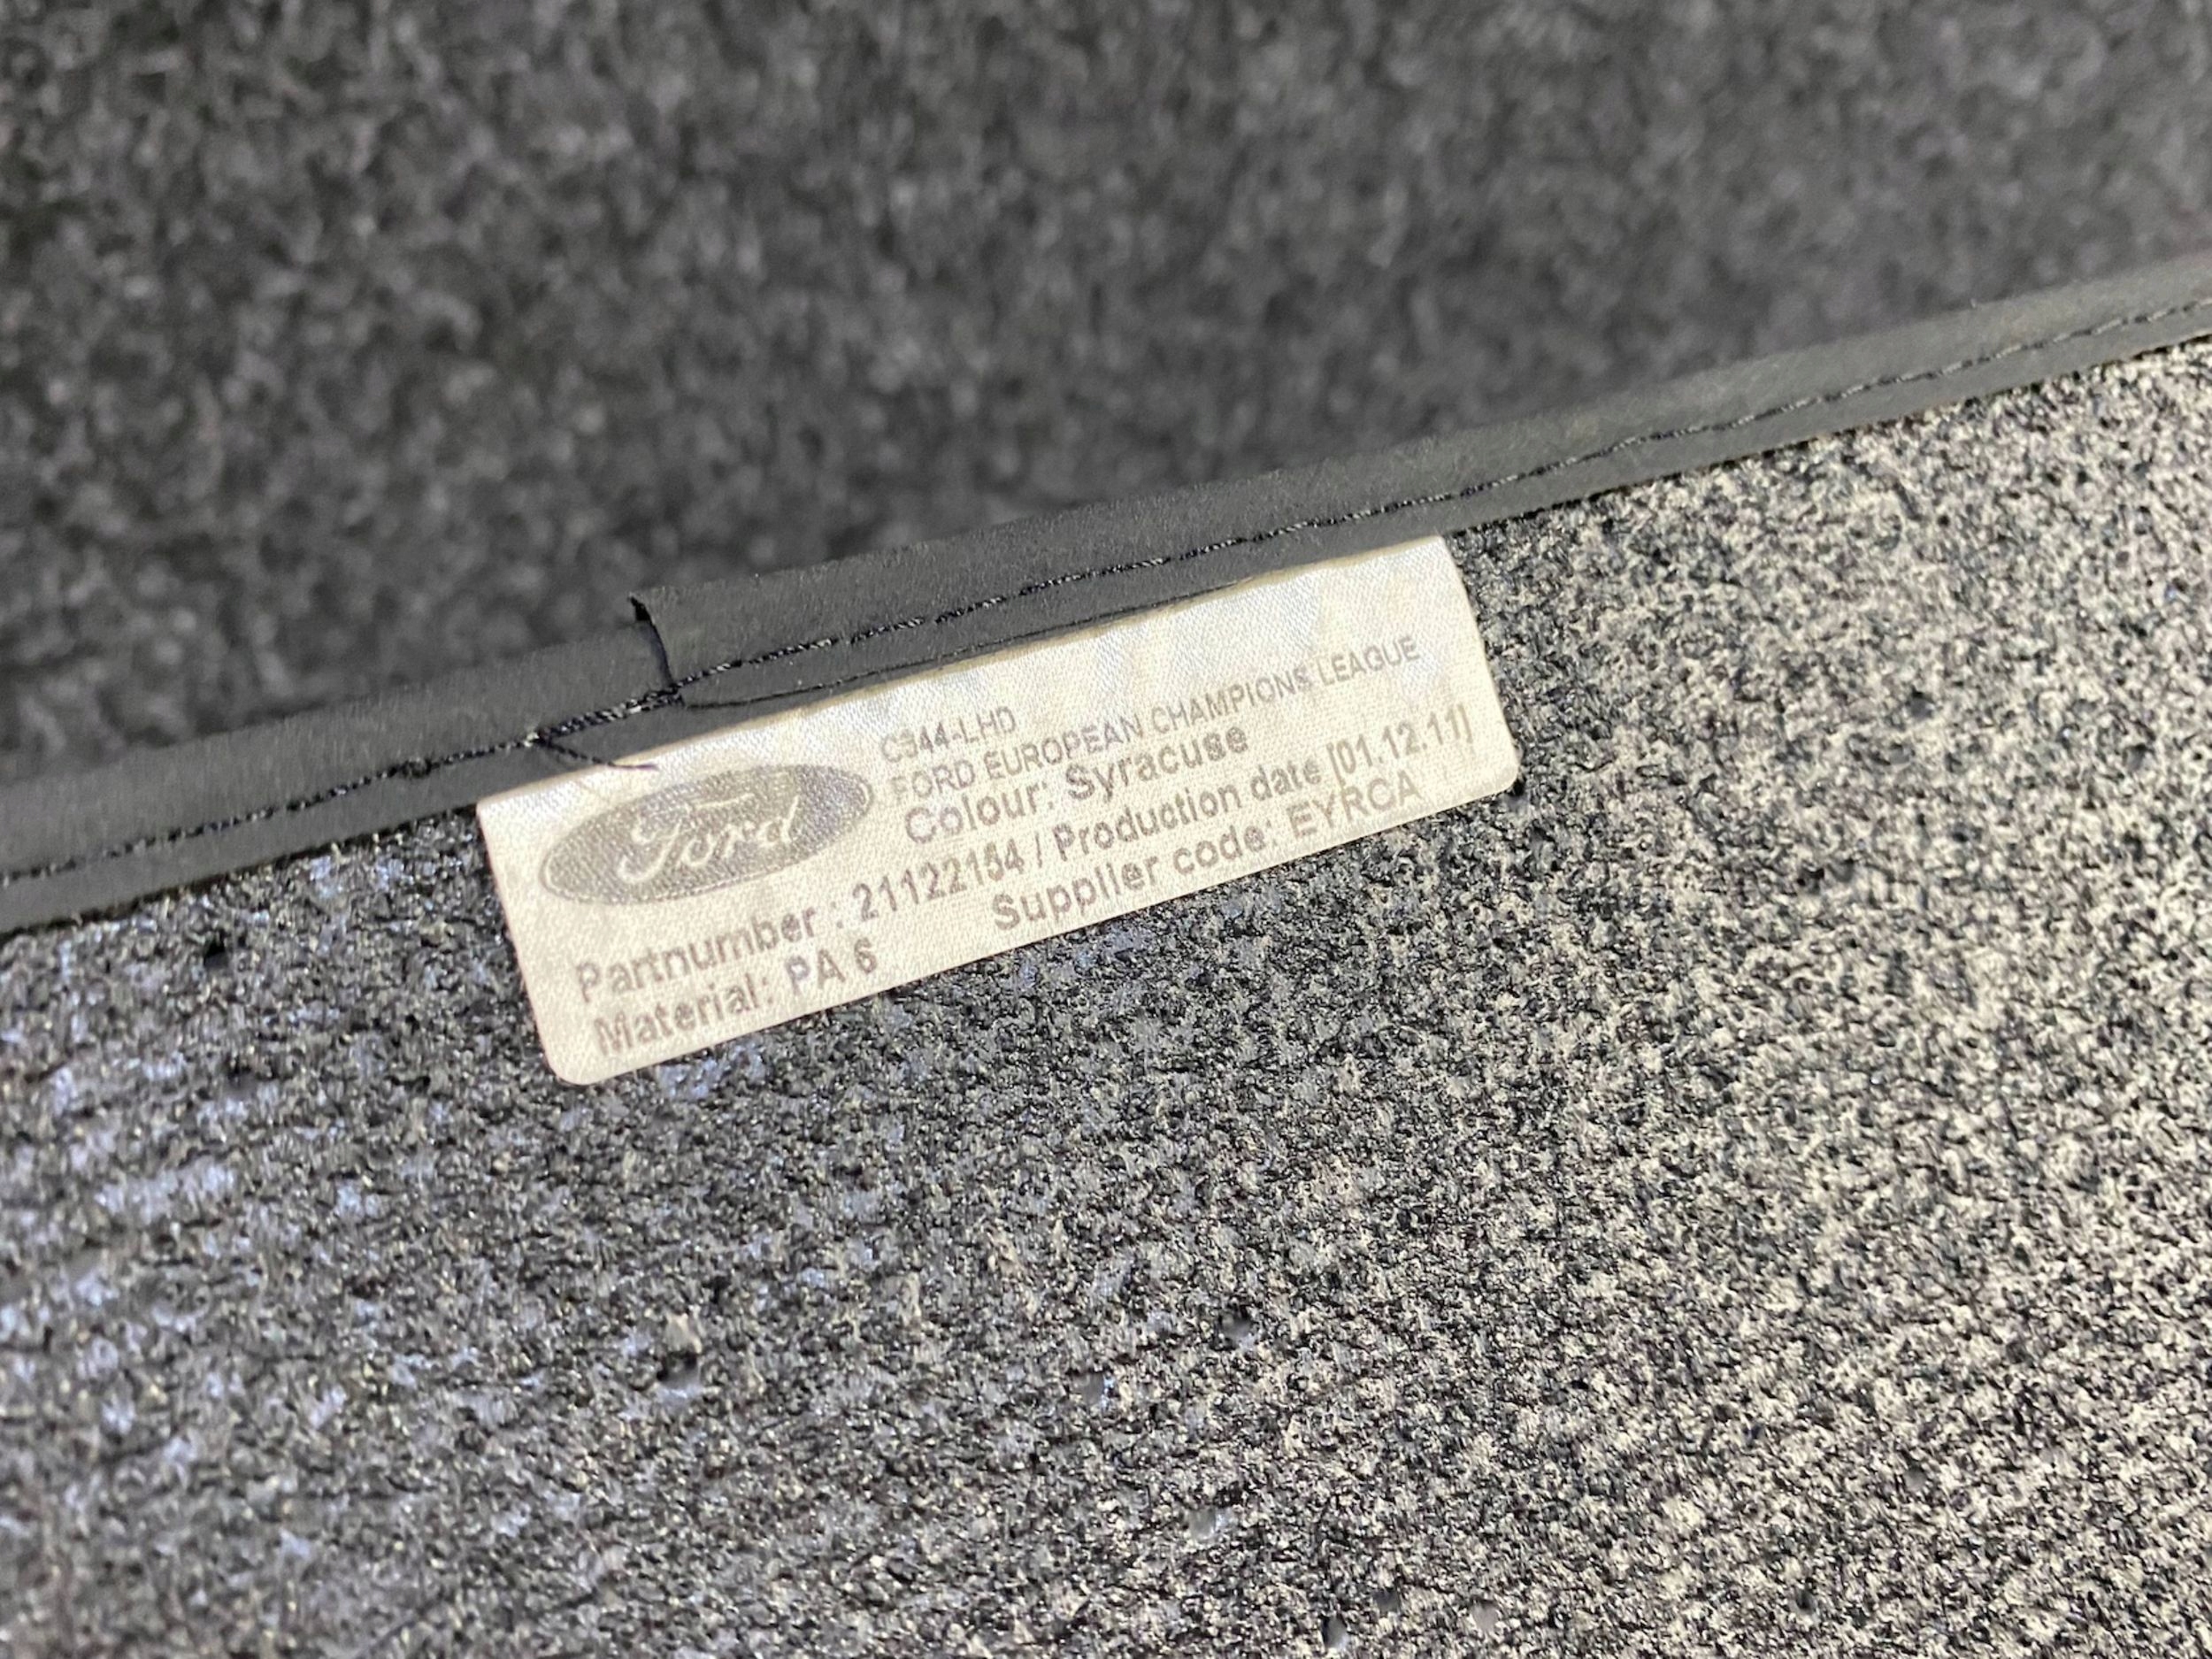 C344-LHD
FORD EUROPEAN CHAMPIONS LEAGUE
Colour: Syracuse
Ford
Partnumber : 21122154 / Production date [01.12.11]
Material: PA 6 Supplier code: EYRCA